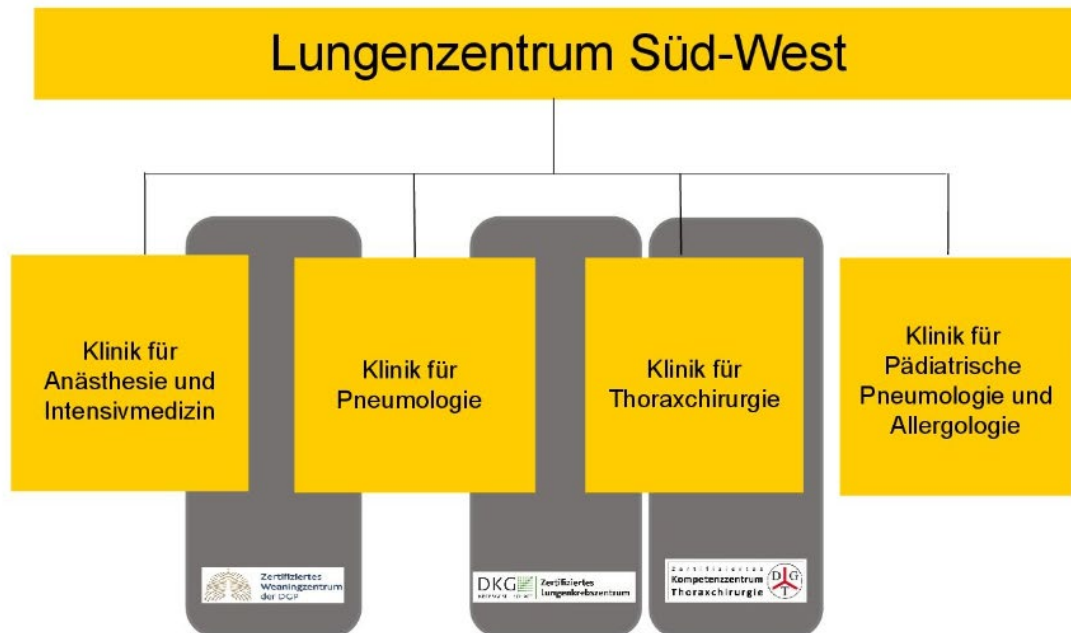 Lungenzentrum Süd-West
Klinik für
Anästhesie und
Intensivmedizin
Klinik für
Pneumologie
Klinik für
Thoraxchirurgie
Klinik für
Pädiatrische
Pneumologie und
Allergologie
Zertifiziertes
Weaningzentrum
der DGP
DKG
Zertifiziertes
Lungenkrebszentrum
Zertifiziertes
Kompetenzzentrum
Thoraxchirurgie
D G
T